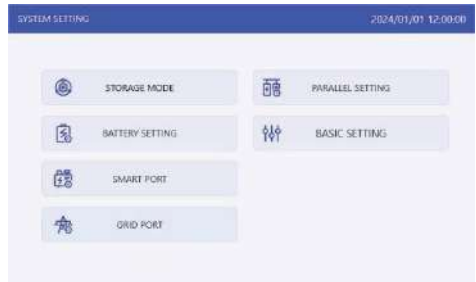 SYSTEM SETTING
2024/01/01 12:00:00
STORAGE MODE
PARALLEL SETTING
BATTERY SETTING
BASIC SETTING
SMART PORT
GRID PORT